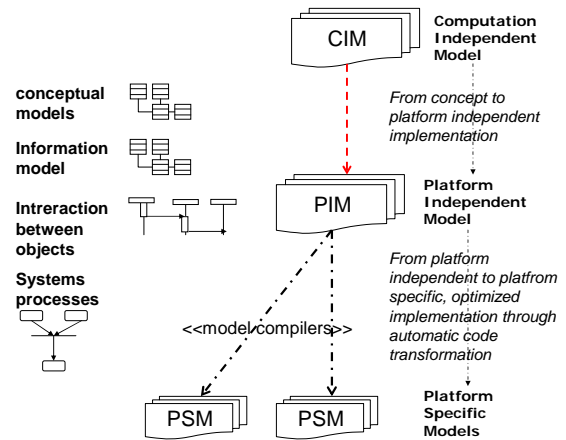 CIM
Computation
Independent
Model
conceptual
models
From concept to
platform independent
implementation
Information
model
Intreraction
between
objects
PIM
Platform
Independent
Model
Systems
processes
From platform
independent to platfrom
specific, optimized
implementation through
automatic code
transformation
<<model compilers>>
PSM
PSM
Platform
Specific
Models